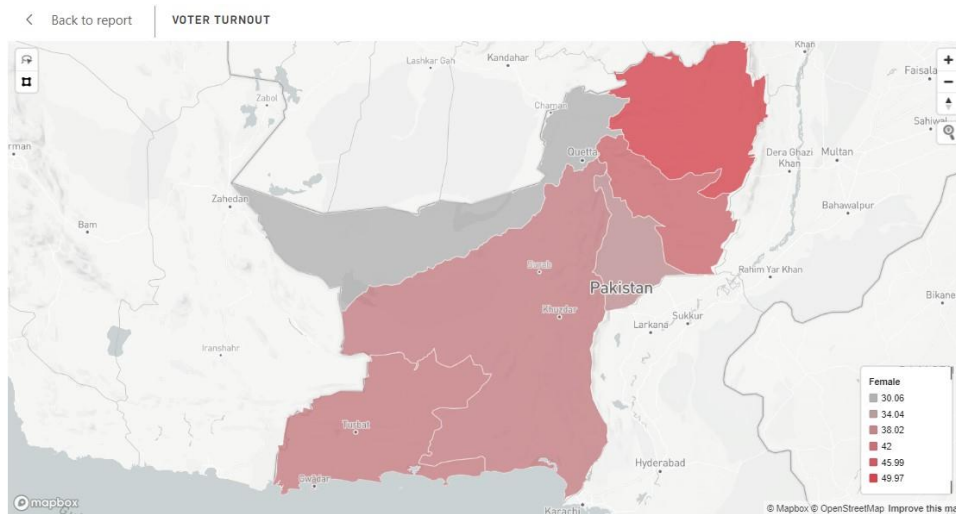 Back to report
VOTER TURNOUT
Lashkar Gah
Kandahar
Khan
Faisala
Zabol
Chaman
Sahiwal
rman
Quetta
Dera Ghazi
Khan
Multan
Zahedan
Bahawalpur
Bam
Surab
Rahim Yar Khan
Pakistan
Bikane
Khuzdar
Sukkur
Larkana
Iranshahr
Female
30.06
34.04
38.02
42
45.99
49.97
Turbat
Hyderabad
Gwadar
mapbox
Karachi
© Mapbox © OpenStreetMap Improve this ma